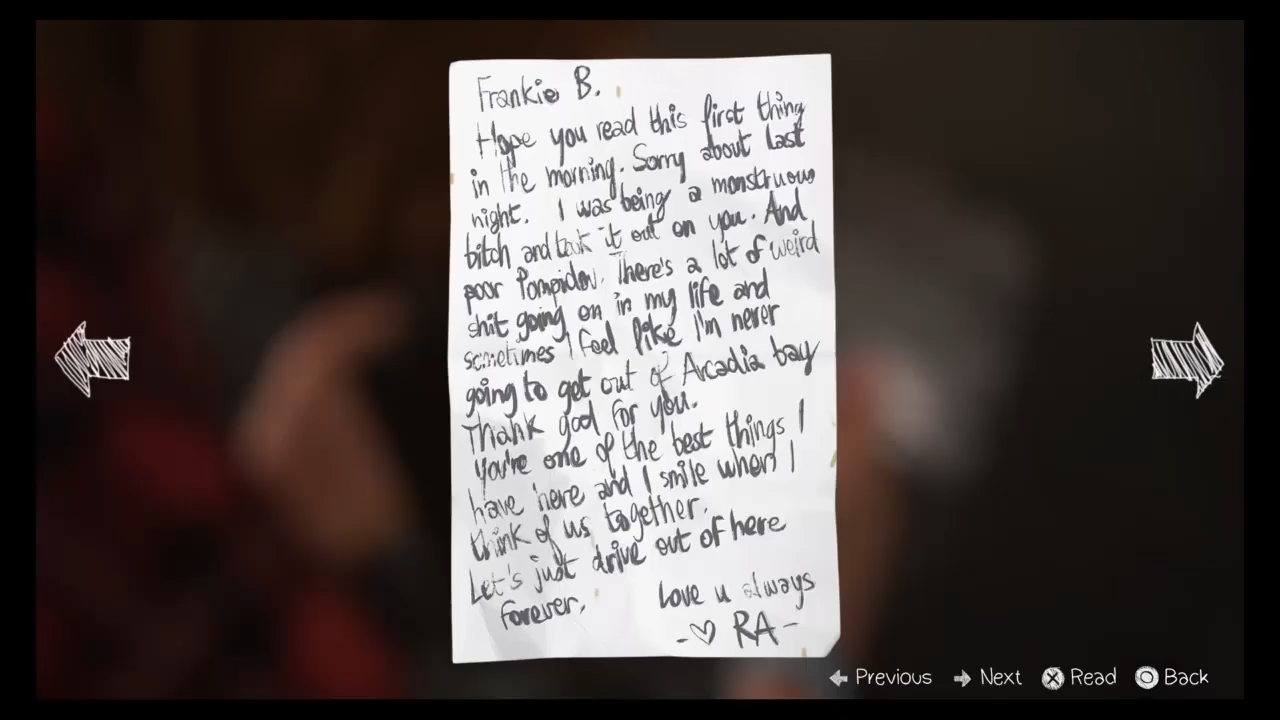 Frankie B.
Hope you read this first thing
in the morning. Sorry about last
night. I was being a monstruous
bitch and took it out on you. And
poor Pompidou. There's a lot of weird
shit going on in my life and
sometimes I feel like I'm never
going to get out of Arcadia bay
Thank god for you.
You're one of the best things I
have here and I smile when I
think of us together.
Let's just drive out of here
forever.
Love u always
-♡ RA-
Previous Next Read Back